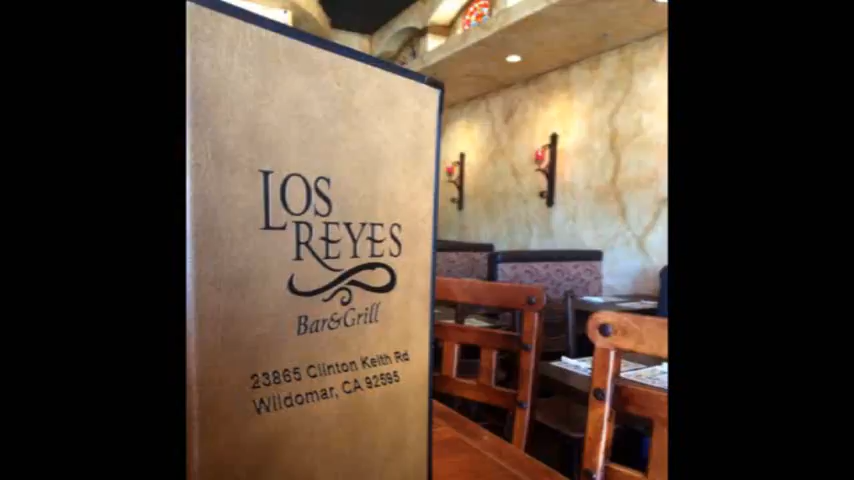 LOS
REYES
Bar&Grill
23865 Clinton Keith Rd
Wildomar, CA 92595